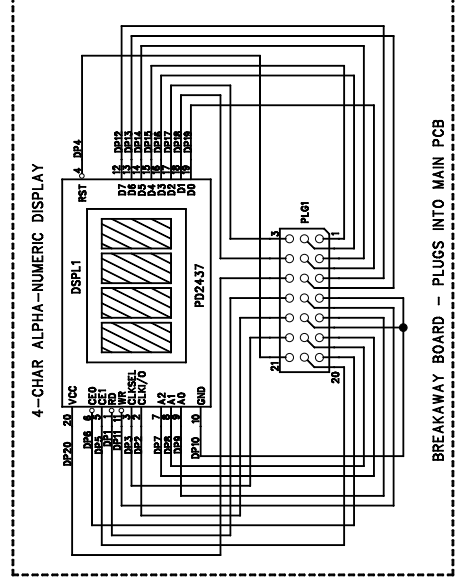 4-CHAR ALPHA-NUMERIC DISPLAY
DSPL1
DP20 20 VCC
DP6 6 CE0
DP5 5 CE1
DP1 1 RD
DP11 11 WR
DP3 3 CLKSEL
DP2 2 CLKI/O
DP7 7 A2
DP8 8 A1
DP9 9 A0
DP10 10 GND
RST 4 DP4
D7 12 DP12
D6 13 DP13
D5 14 DP14
D4 15 DP15
D3 16 DP16
D2 17 DP17
D1 18 DP18
D0 19 DP19
PD2437
21 3
20 1
PLG1
BREAKAWAY BOARD - PLUGS INTO MAIN PCB